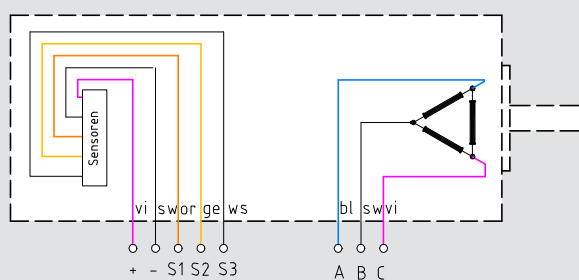 Sensoren
vi sw or ge ws
bl sw vi
+ - S1 S2 S3
A B C